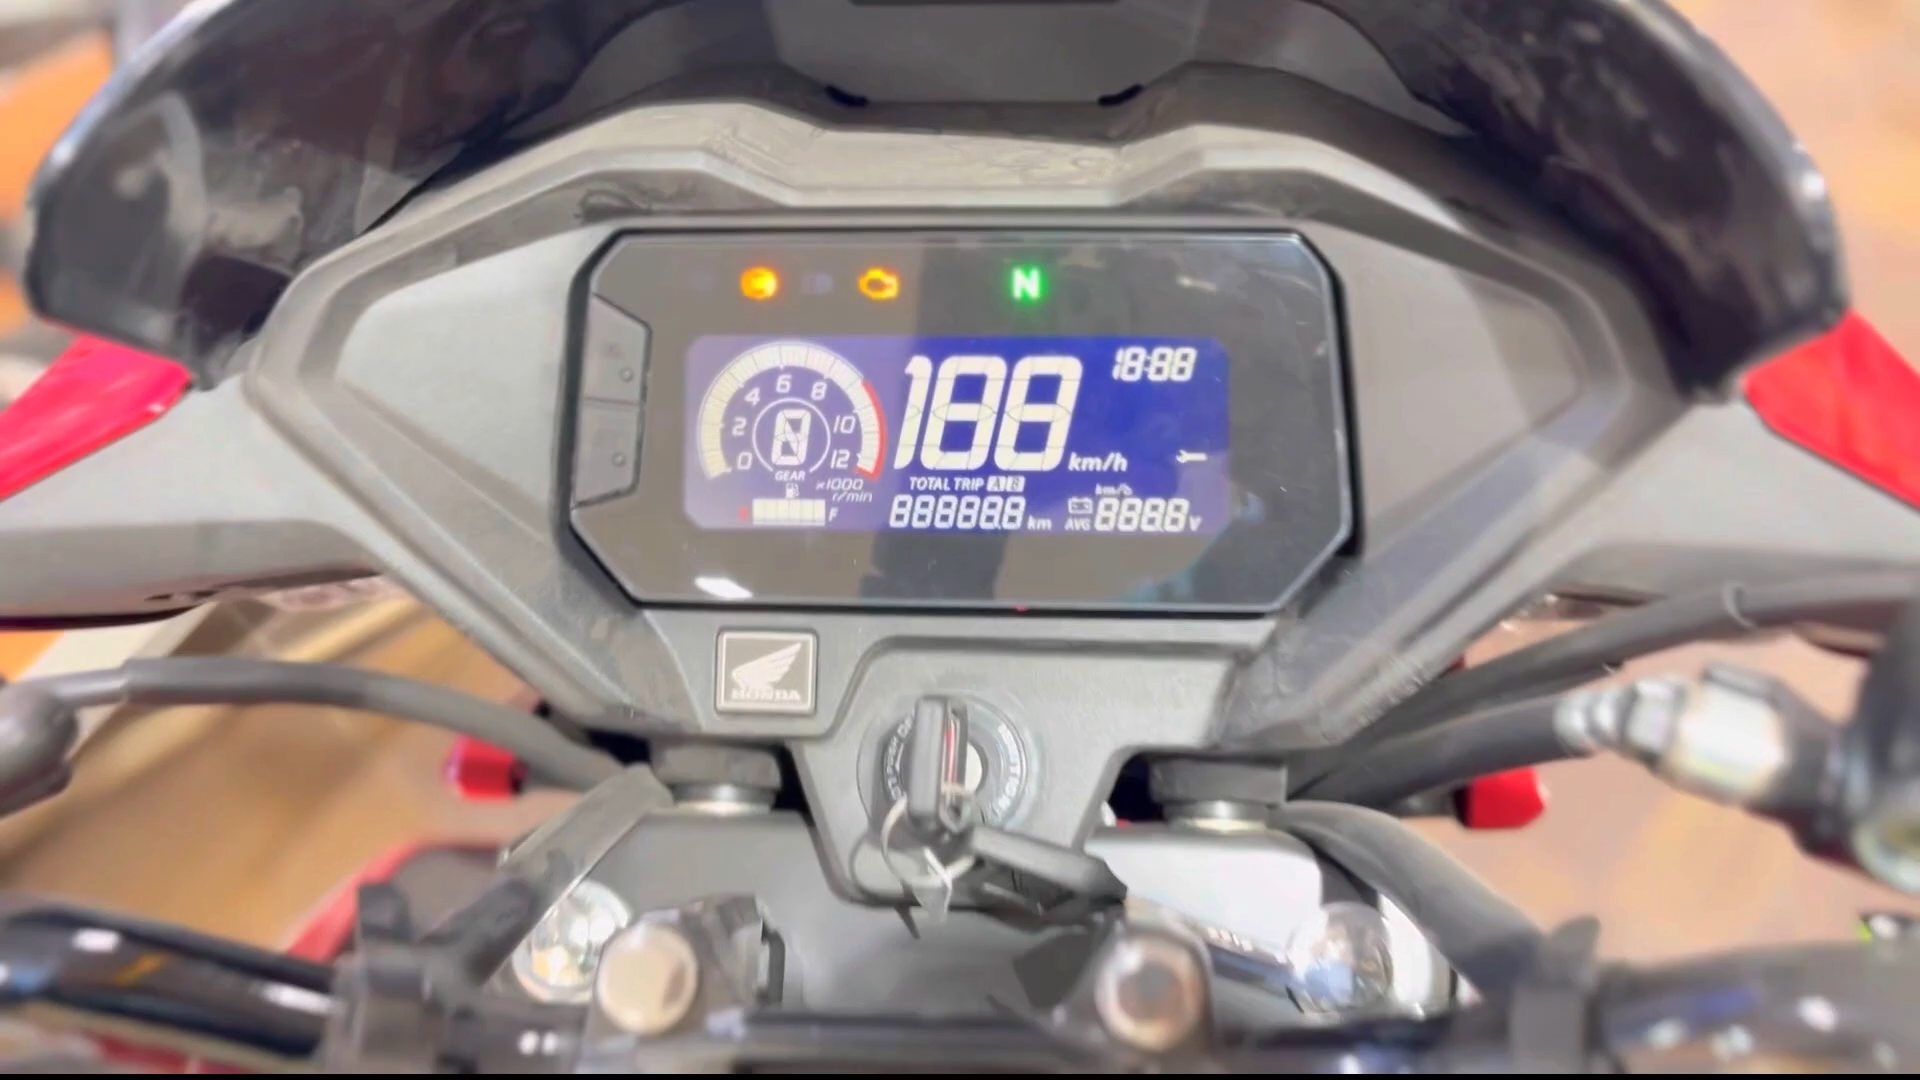 N
188
18:88
6
4
8
2
10
0
12
GEAR
km/h
×1000
r/min
TOTAL TRIP A B
F
888888 km
km/
AVG 888.8 V
HONDA